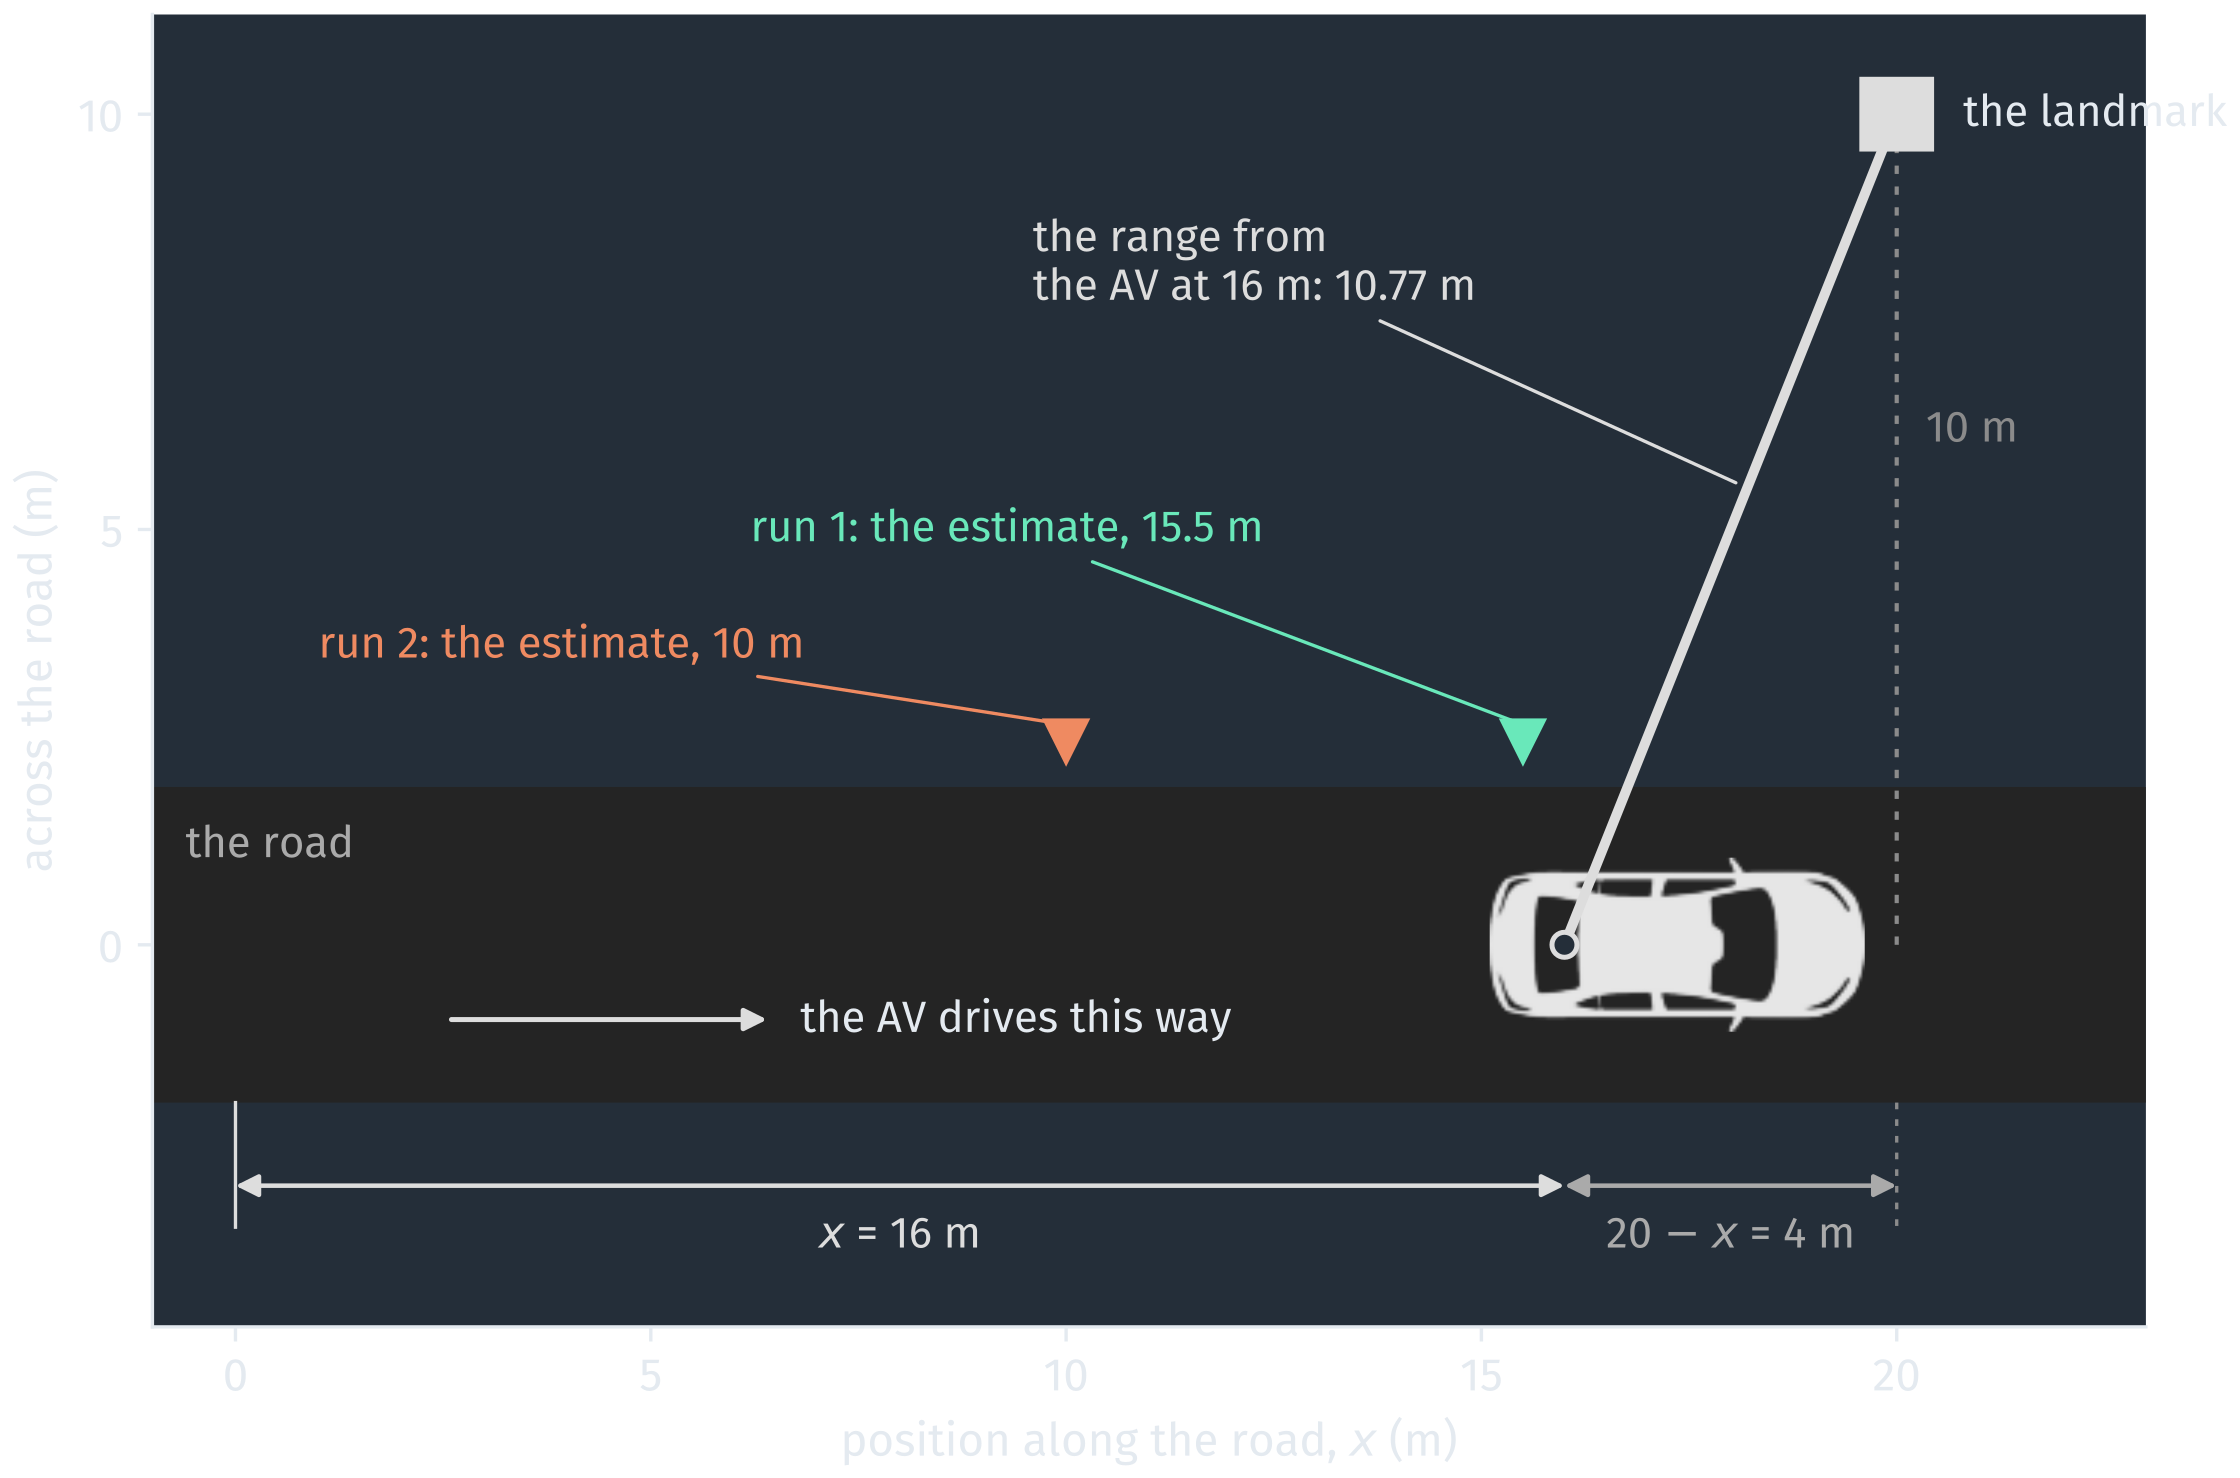 10
the landmark
the range from
the AV at 16 m: 10.77 m
10 m
across the road (m)
5
run 1: the estimate, 15.5 m
run 2: the estimate, 10 m
the road
0
the AV drives this way
x = 16 m
20 − x = 4 m
0
5
10
15
20
position along the road, x (m)